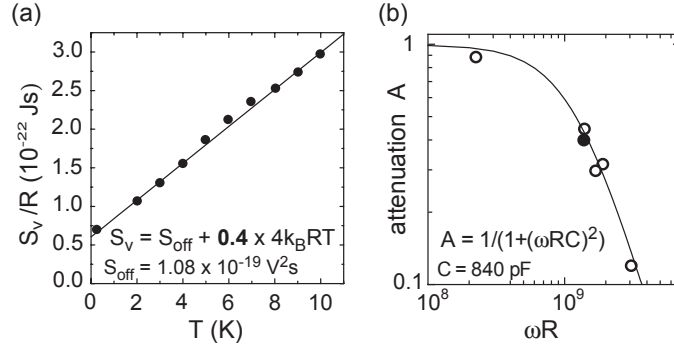 (a)
3.0
2.5
2.0
1.5
1.0
0.5
0.0
S_v/R (10^-22 Js)
S_v = S_off + 0.4 x 4k_BRT
S_off = 1.08 x 10^-19 V^2s
0 2 4 6 8 10
T (K)
(b)
1
0.1
attenuation A
A = 1/(1+(ωRC)^2)
C = 840 pF
10^8 10^9
ωR